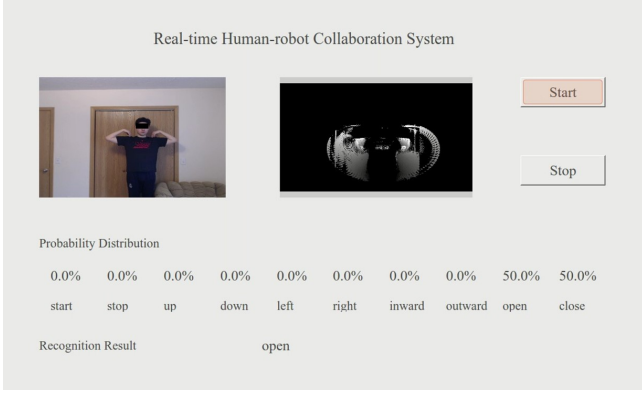 Real-time Human-robot Collaboration System
Start
Stop
Probability Distribution
0.0% 0.0% 0.0% 0.0% 0.0% 0.0% 0.0% 0.0% 50.0% 50.0%
start stop up down left right inward outward open close
Recognition Result open